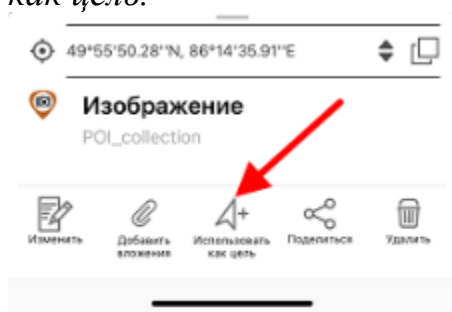 как цель.
49°55'50.28''N, 86°14'35.91''E
Изображение
POI_collection
Изменить
Добавить
вложения
Использовать
как цель
Поделиться
Удалить